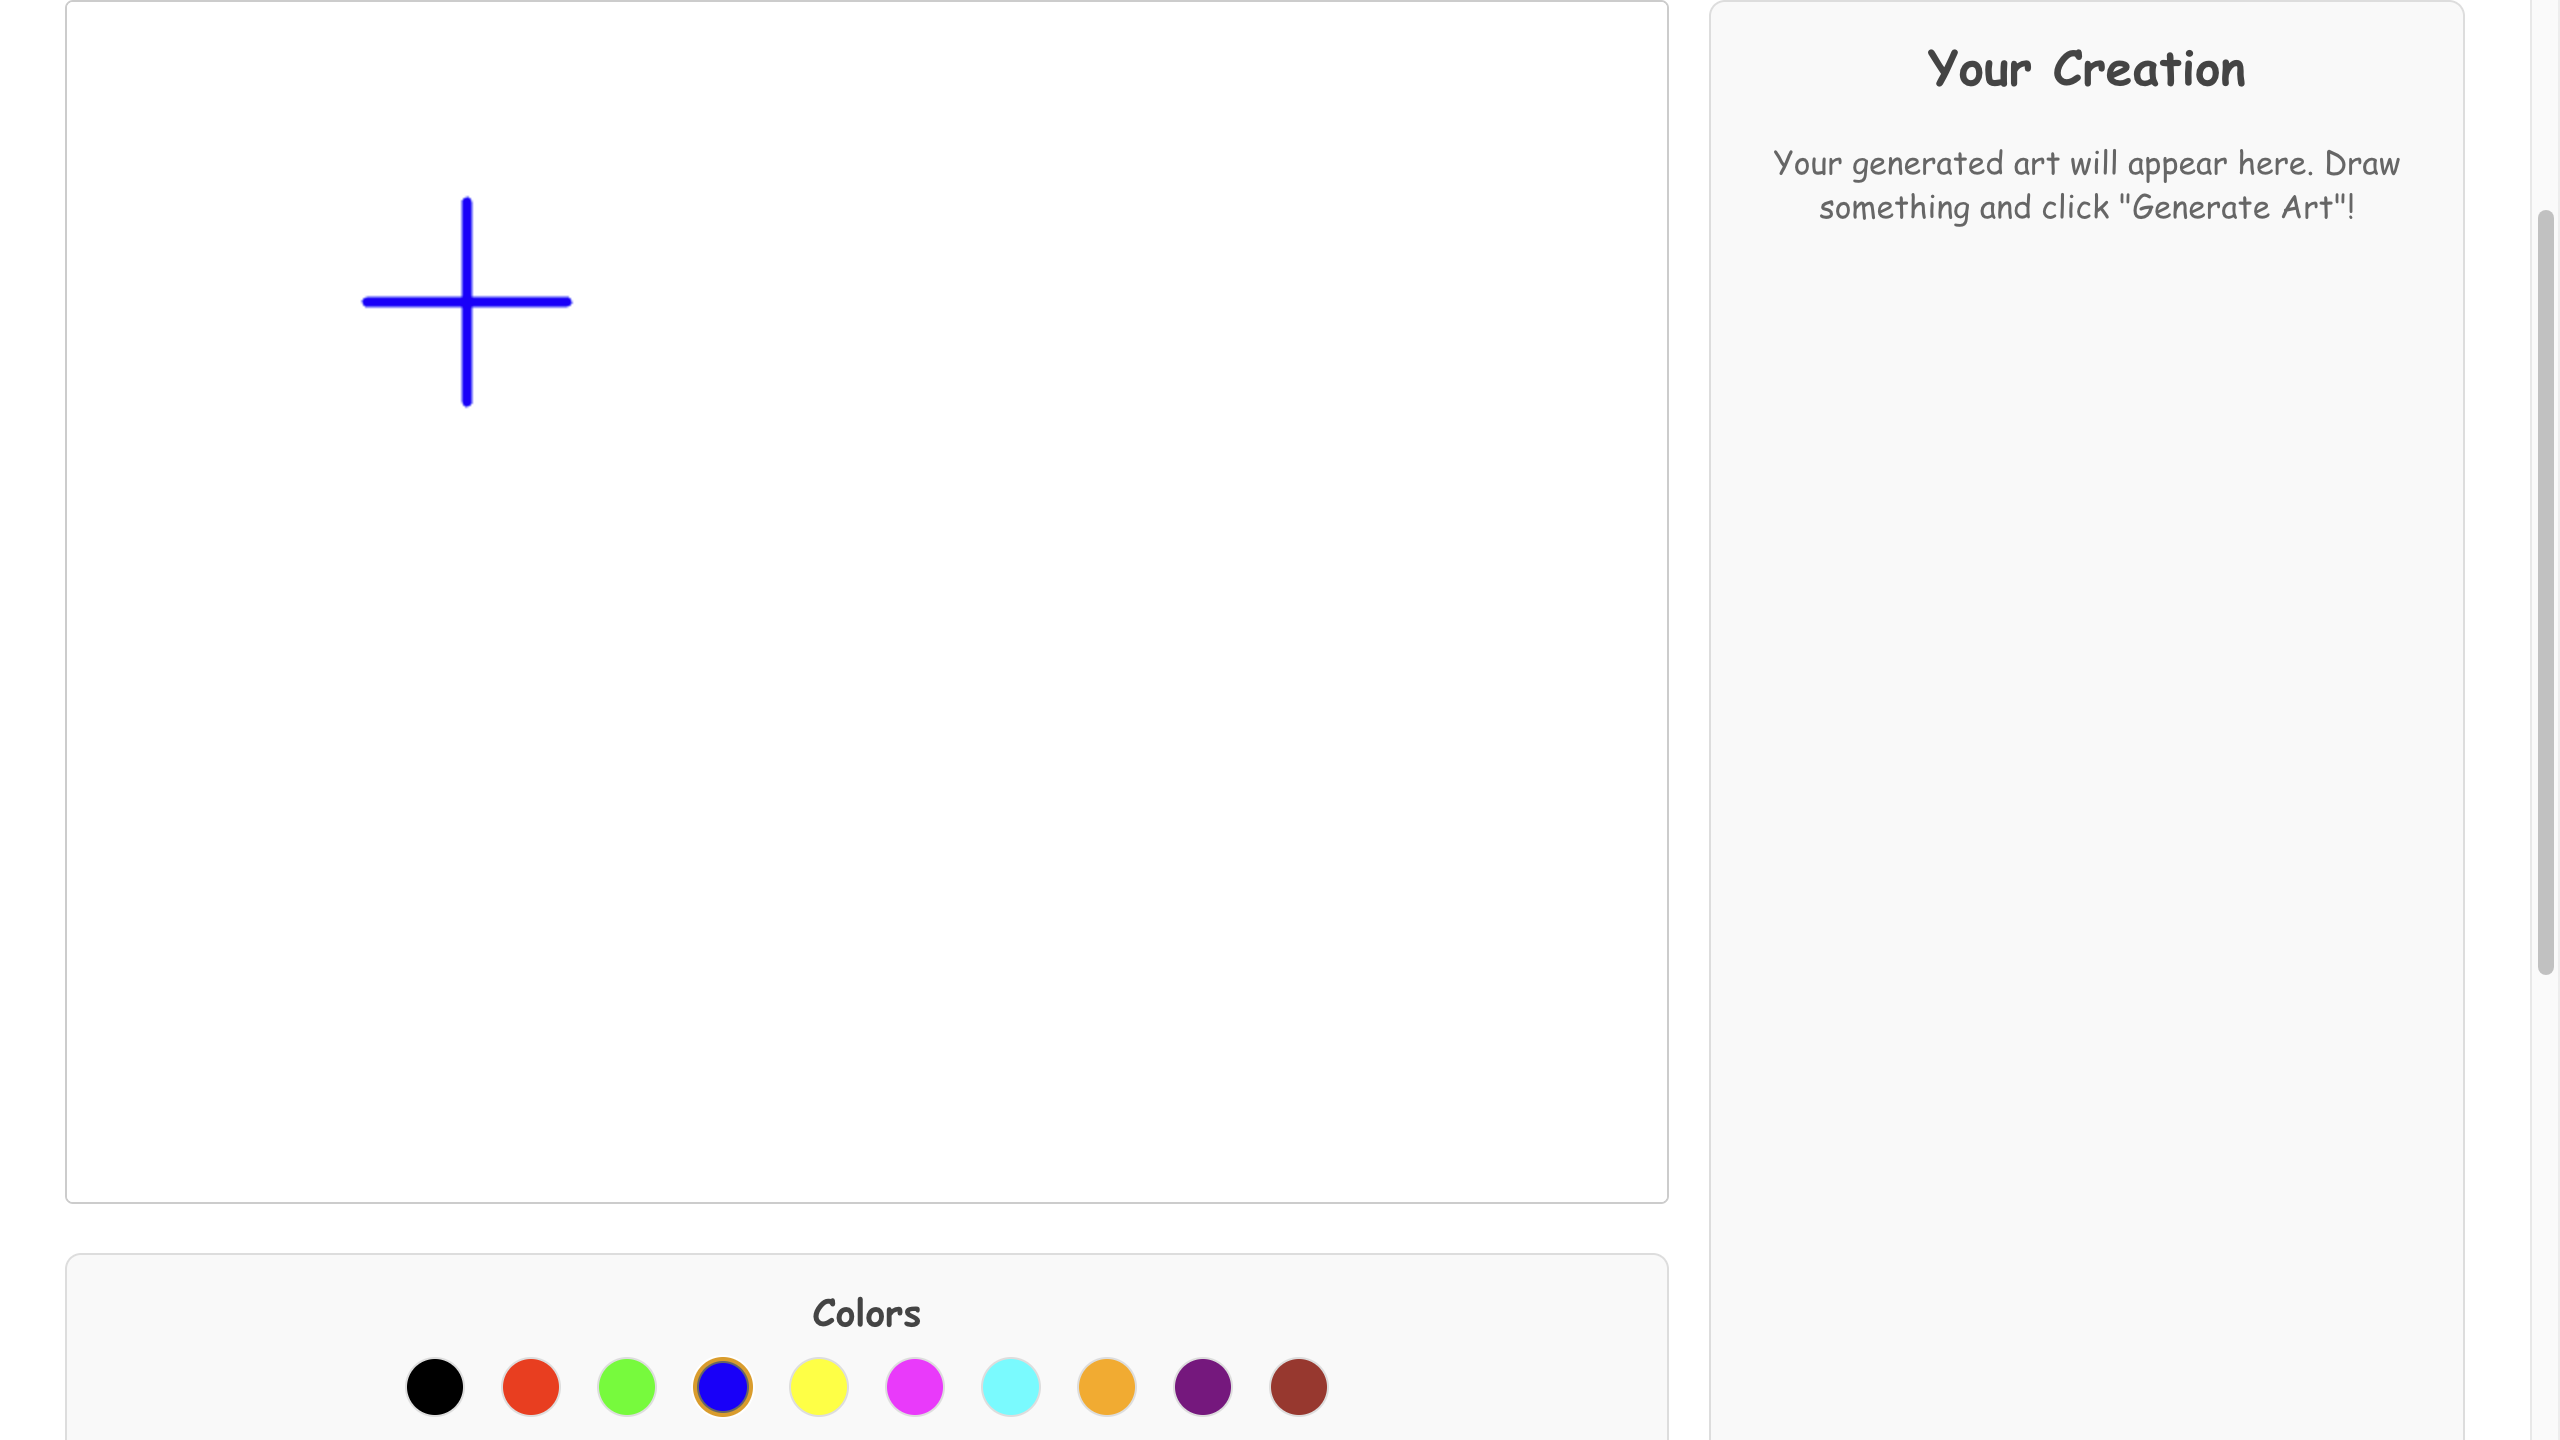 Your Creation
Your generated art will appear here. Draw
something and click "Generate Art"!
Colors